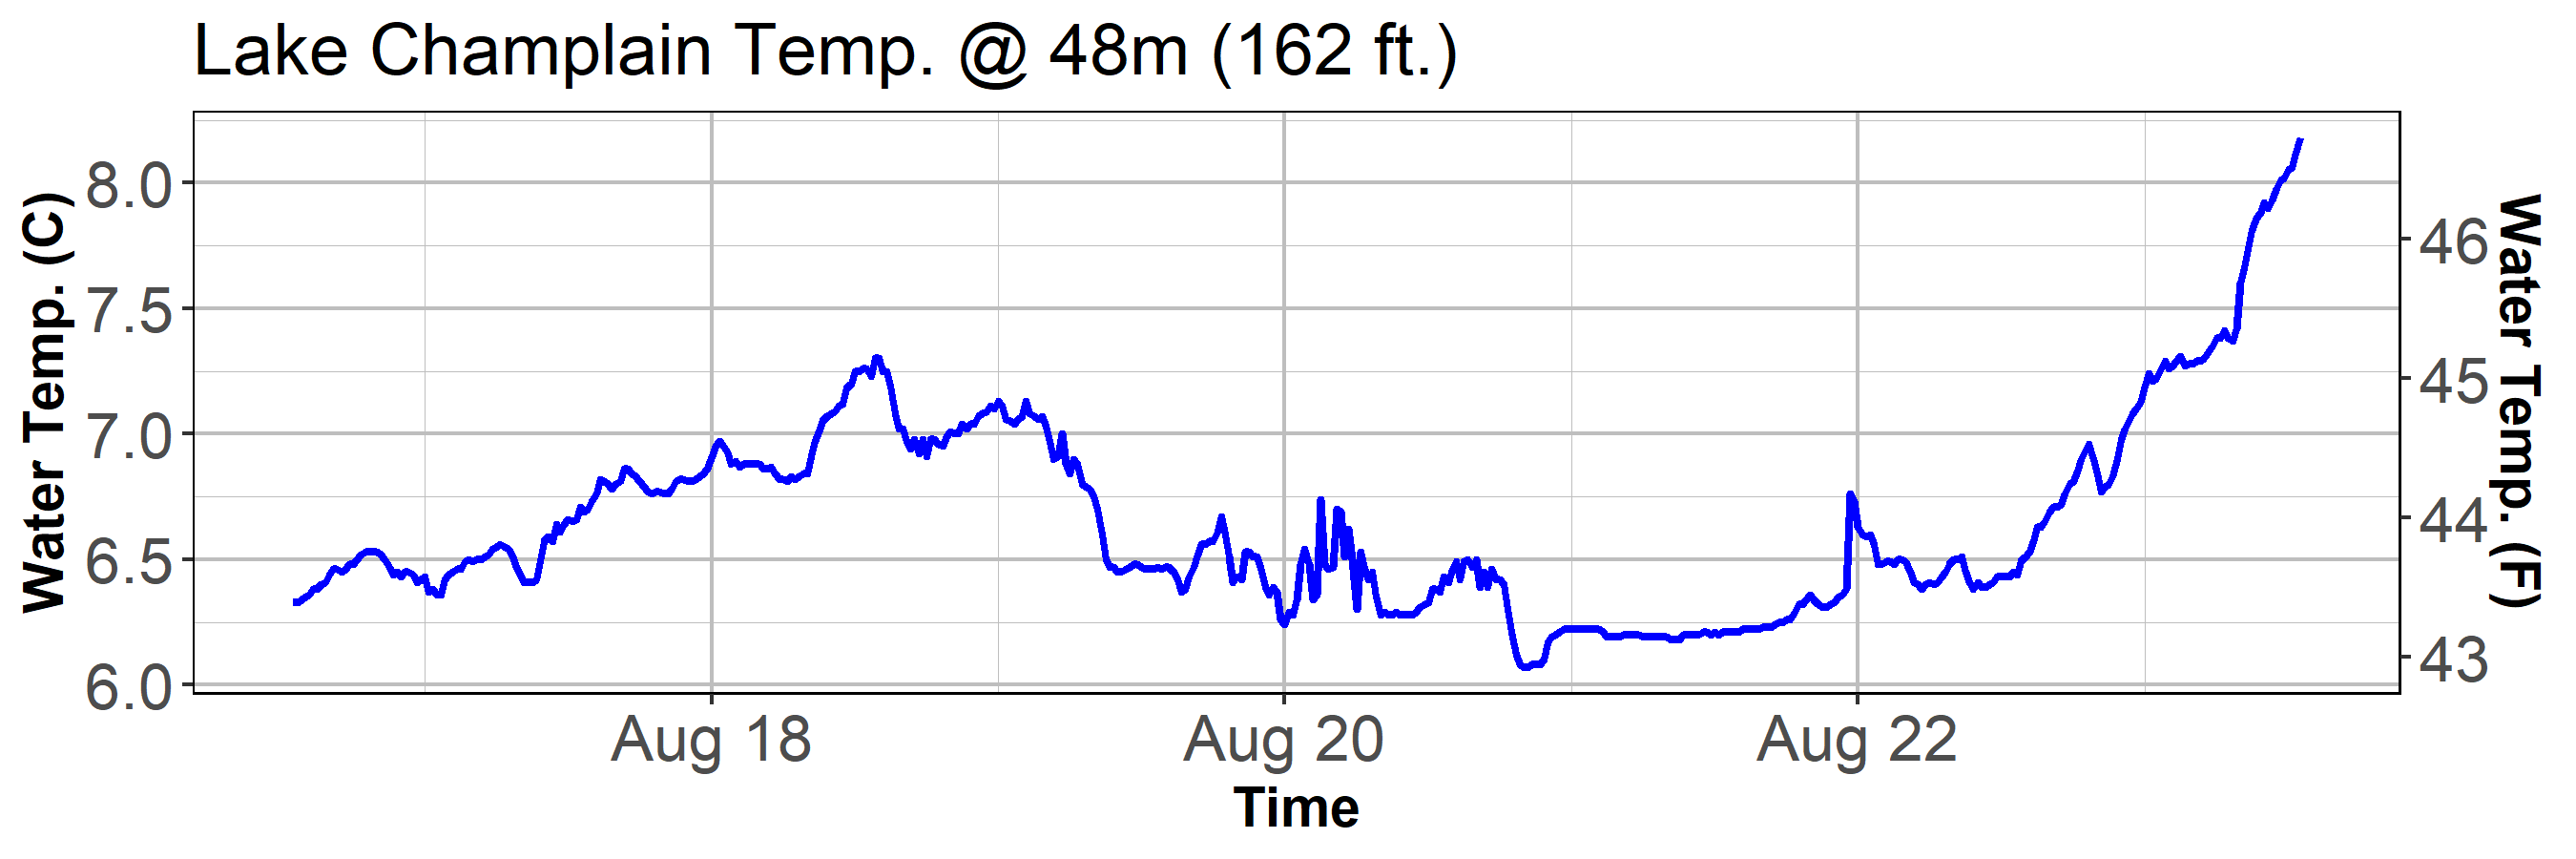 Lake Champlain Temp. @ 48m (162 ft.)
Water Temp. (C)
8.0
7.5
7.0
6.5
6.0
46
45
44
43
Water Temp. (F)
Aug 18
Aug 20
Aug 22
Time